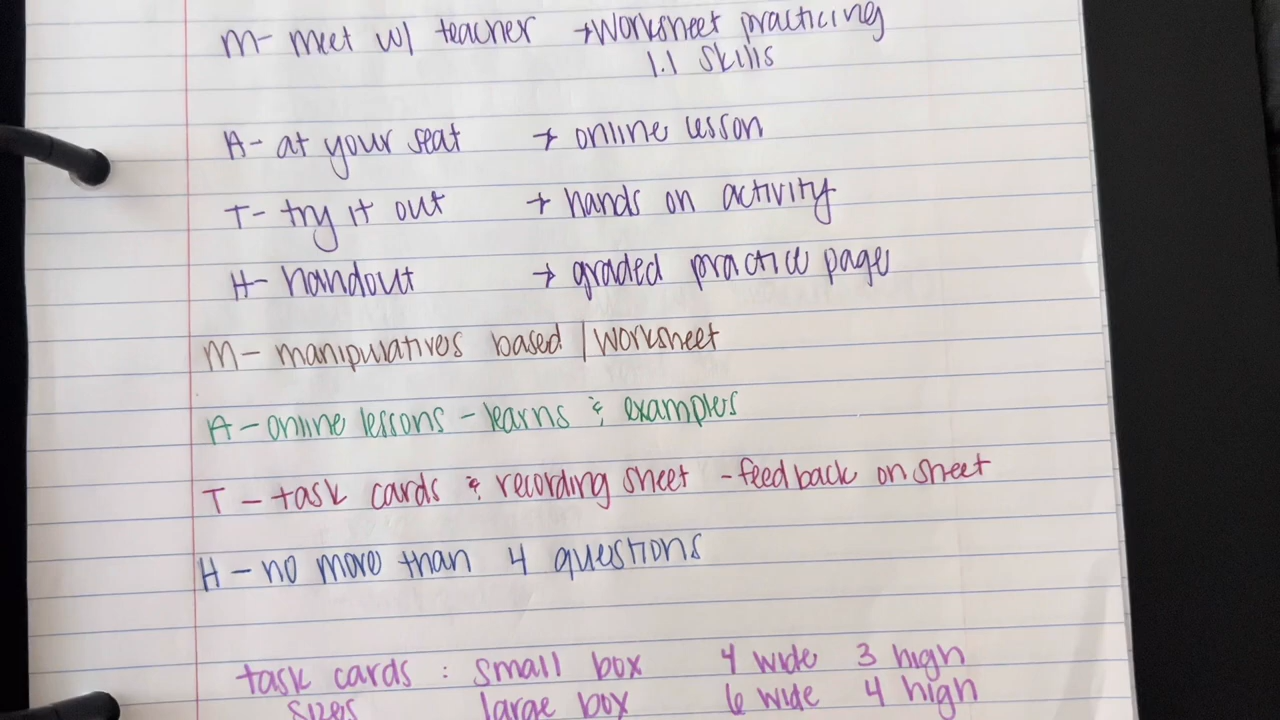 M- meet w/ teacher → worksheet practicing
1.1 skills
A- at your seat → online lesson
T- try it out → hands on activity
H- handout → graded practice page
M- manipulatives based / worksheet
A- online lessons - learns & examples
T- task cards & recording sheet - feedback on sheet
H- no more than 4 questions
task cards : small box 4 wide 3 high
sizes large box 6 wide 4 high